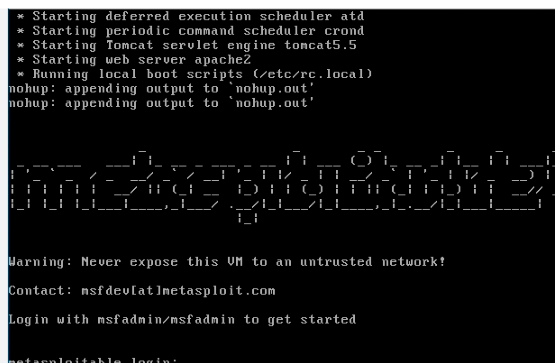 * Starting deferred execution scheduler atd
* Starting periodic command scheduler crond
* Starting Tomcat servlet engine tomcat5.5
* Starting web server apache2
* Running local boot scripts (/etc/rc.local)
nohup: appending output to `nohup.out'
nohup: appending output to `nohup.out'
Warning: Never expose this VM to an untrusted network!
Contact: msfdev[at]metasploit.com
Login with msfadmin/msfadmin to get started
metasploitable login: